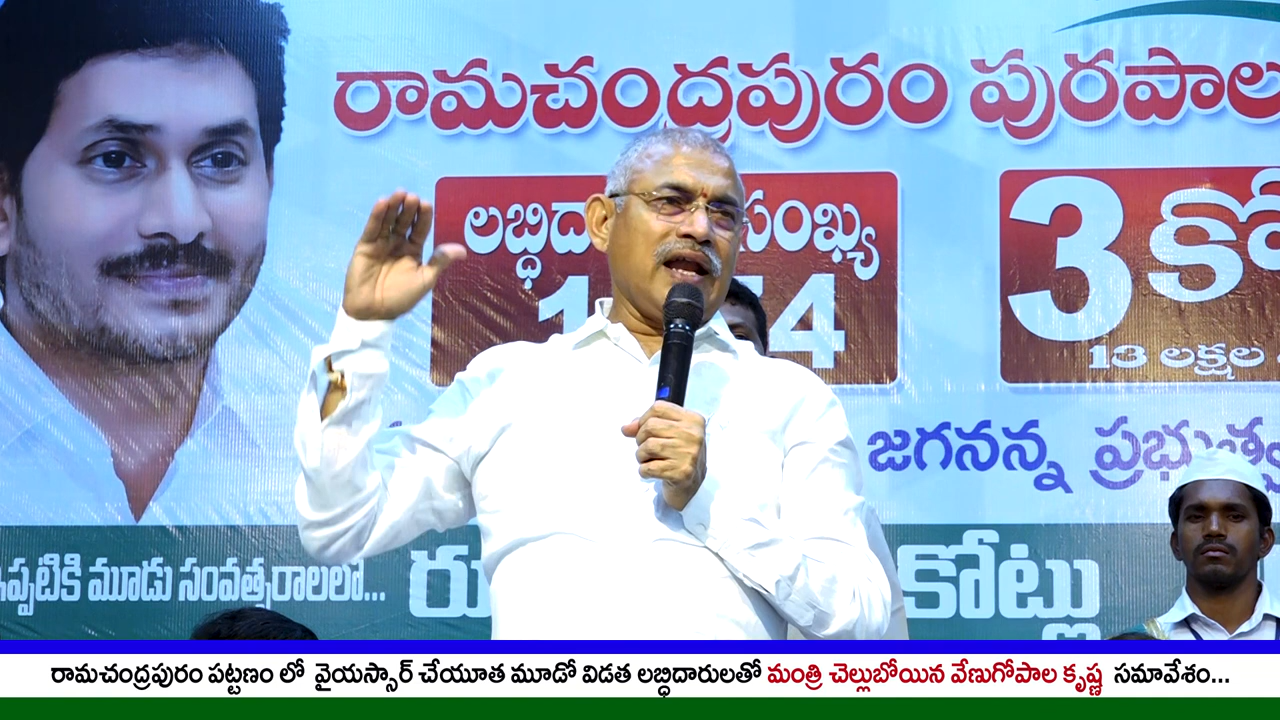 రామచంద్రపురం పురపాల
సంఖ్య
3 కో
13 లక్షల
జగనన్న
ఇప్పటికి మూడు సంవత్సరాలలో...
కోట్లు
రామచంద్రపురం పట్టణం లో వైయస్సార్ చేయూత మూడో విడత లబ్ధిదారులతో మంత్రి చెల్లుబోయిన వేణుగోపాల కృష్ణ సమావేశం...